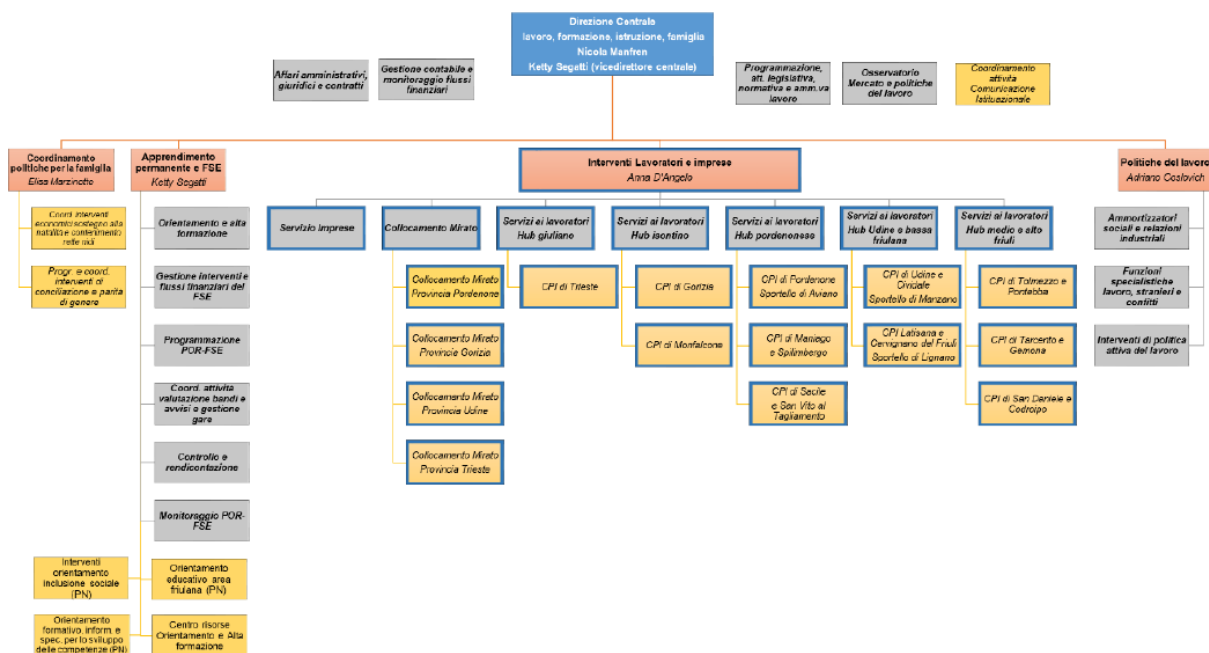 Direzione Centrale
lavoro, formazione, istruzione, famiglia
Nicola Manfren
Ketty Segatti (vicedirettore centrale)
Affari amministrativi,
giuridici e contratti
Gestione contabile e
monitoraggio flussi
finanziari
Programmazione,
att. legislativa,
normativa e amm.va
lavoro
Osservatorio
Mercato e politiche
del lavoro
Coordinamento
attività
Comunicazione
Istituzionale
Coordinamento
politiche per la famiglia
Elisa Marzinotto
Apprendimento
permanente e FSE
Ketty Segatti
Interventi Lavoratori e imprese
Anna D'Angelo
Politiche del lavoro
Adriano Coslovich
Coord. interventi
economici sostegno alla
natalità e contenimento
rette nidi
Progr. e coord.
interventi di
conciliazione e parità
di genere
Orientamento e alta
formazione
Gestione interventi e
flussi finanziari del
FSE
Programmazione
POR-FSE
Coord. attività
valutazione bandi e
avvisi e gestione
gare
Controllo e
rendicontazione
Monitoraggio POR-
FSE
Interventi
orientamento
inclusione sociale
(PN)
Orientamento
educativo area
friulana (PN)
Orientamento
formativo, inform. e
spec. per lo sviluppo
delle competenze (PN)
Centro risorse
Orientamento e Alta
formazione
Servizio Imprese
Collocamento Mirato
Servizi ai lavoratori
Hub giuliano
Servizi ai lavoratori
Hub isontino
Servizi ai lavoratori
Hub pordenonese
Servizi ai lavoratori
Hub Udine e bassa
friulana
Servizi ai lavoratori
Hub medio e alto
friuli
Collocamento Mirato
Provincia Pordenone
Collocamento Mirato
Provincia Gorizia
Collocamento Mirato
Provincia Udine
Collocamento Mirato
Provincia Trieste
CPI di Trieste
CPI di Gorizia
CPI di Monfalcone
CPI di Pordenone
Sportello di Aviano
CPI di Maniago e
Spilimbergo
CPI di Sacile
e San Vito al
Tagliamento
CPI di Udine e
Cividale
Sportello di Manzano
CPI Latisana e
Cervignano del Friuli
Sportello di Lignano
CPI di Tolmezzo e
Pontebba
CPI di Tarcento e
Gemona
CPI di San Daniele e
Codroipo
Ammortizzatori
sociali e relazioni
industriali
Funzioni
specialistiche
lavoro, stranieri e
conflitti
Interventi di politica
attiva del lavoro